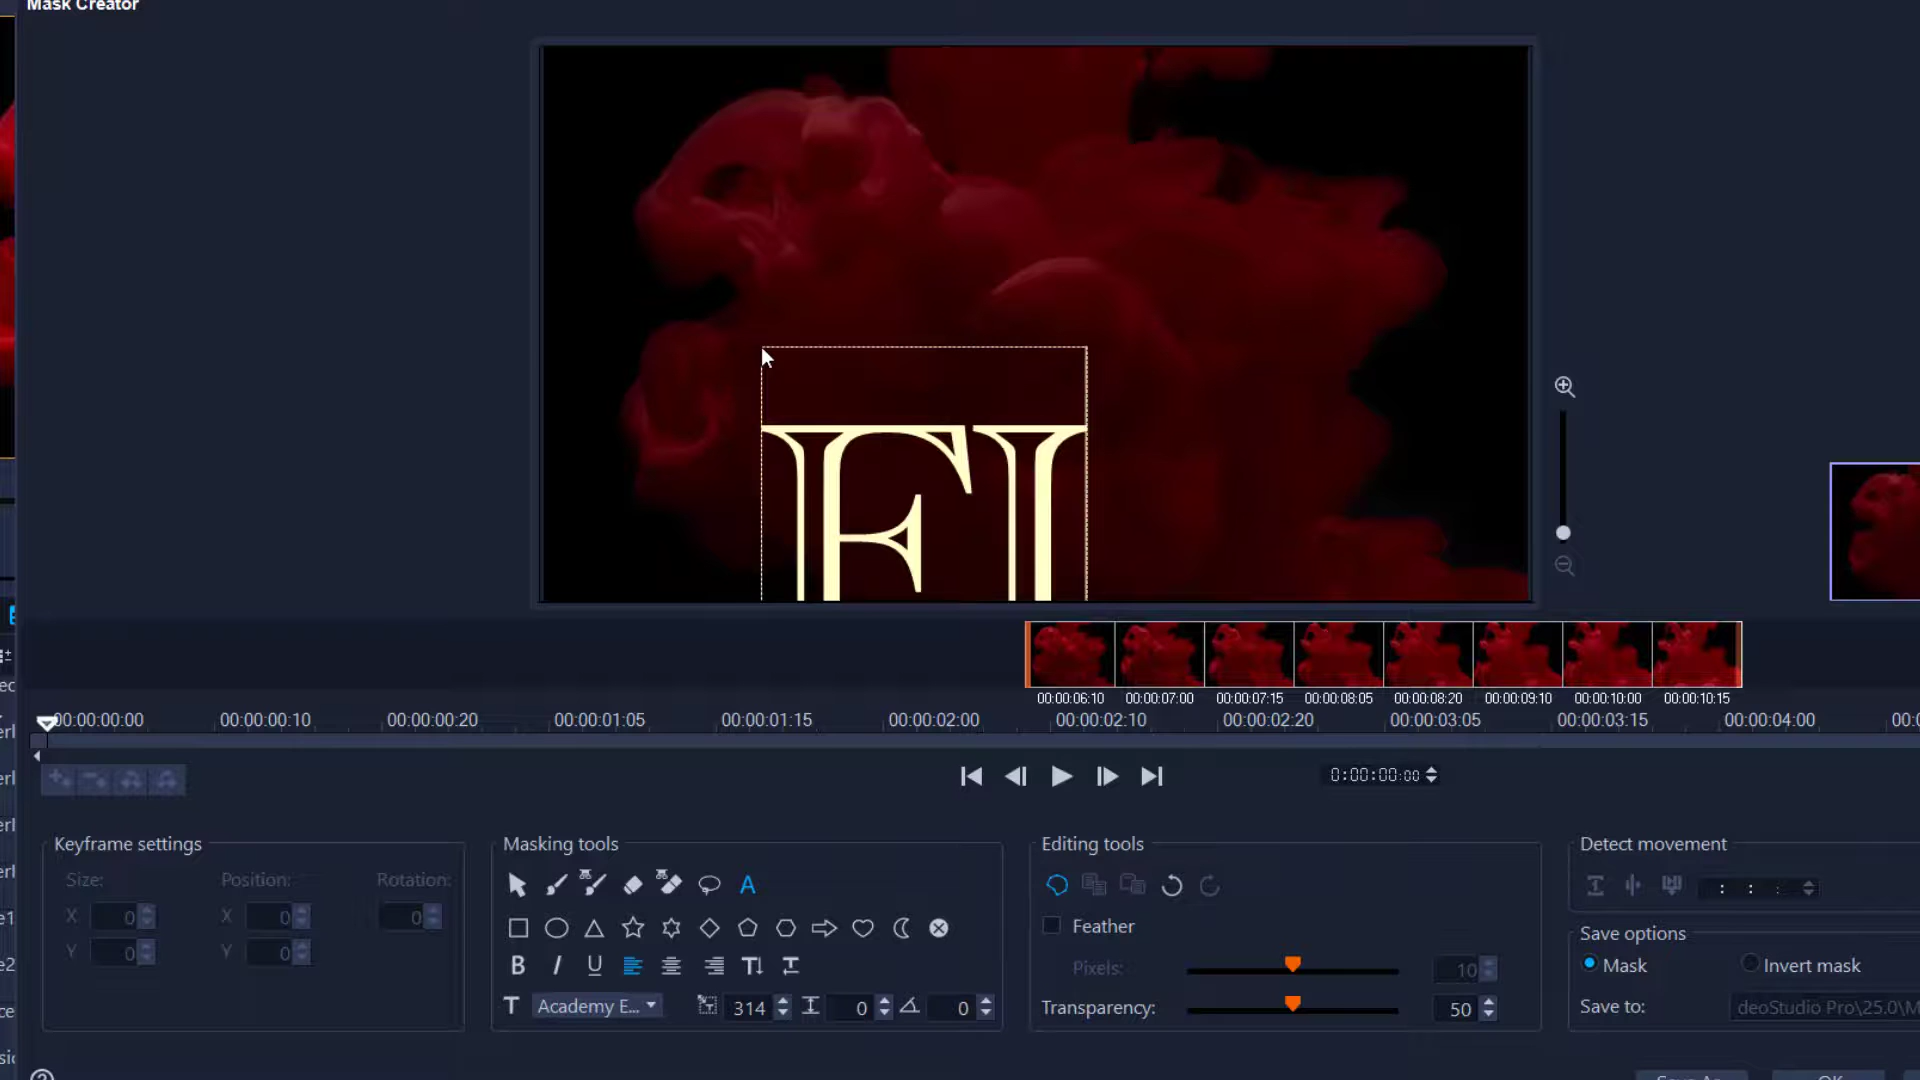 Mask Creator
FI
00:00:06:10 00:00:07:00 00:00:07:15 00:00:08:05 00:00:08:20 00:00:09:10 00:00:10:00 00:00:10:15
00:00:00:00 00:00:00:10 00:00:00:20 00:00:01:05 00:00:01:15 00:00:02:00 00:00:02:10 00:00:02:20 00:00:03:05 00:00:03:15 00:00:04:00
0:00:00:00
Keyframe settings
Size: Position: Rotation:
X 0 X 0 0
Y 0 Y 0
Masking tools
A
B I U
T Academy E... 314 0 0
Editing tools
Feather
Pixels: 10
Transparency: 50
Detect movement
: : :
Save options
Mask Invert mask
Save to: deoStudio Pro\25.0\M